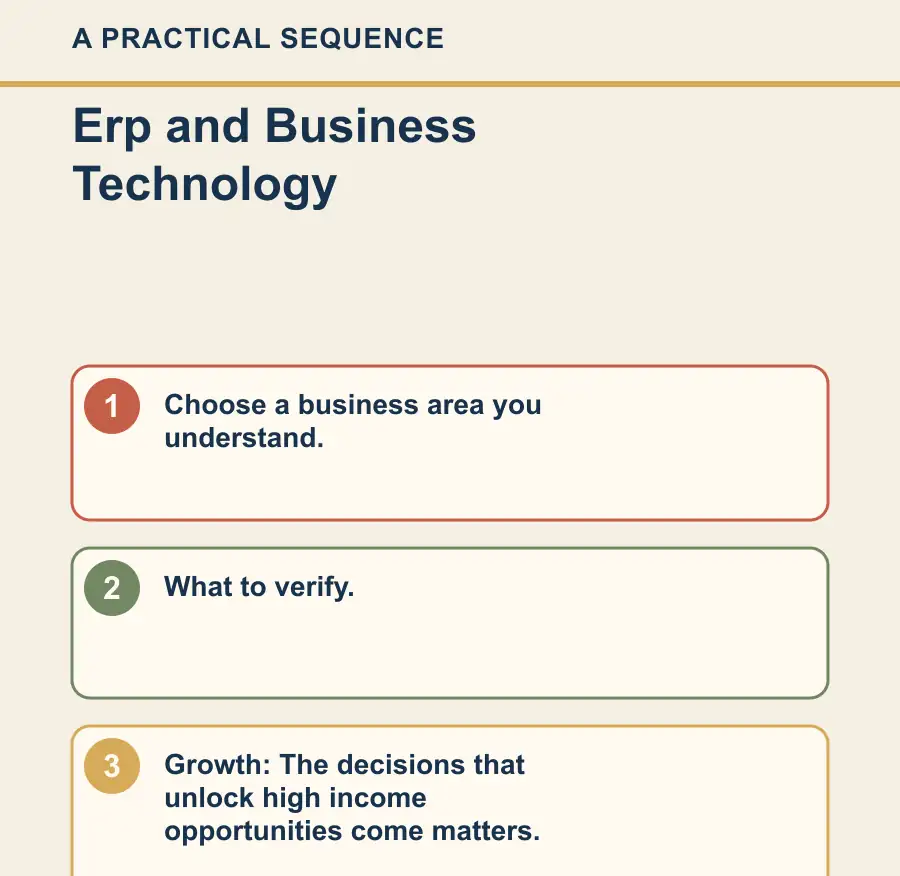 A PRACTICAL SEQUENCE
Erp and Business
Technology
1
Choose a business area you
understand.
2
What to verify.
3
Growth: The decisions that
unlock high income
opportunities come matters.